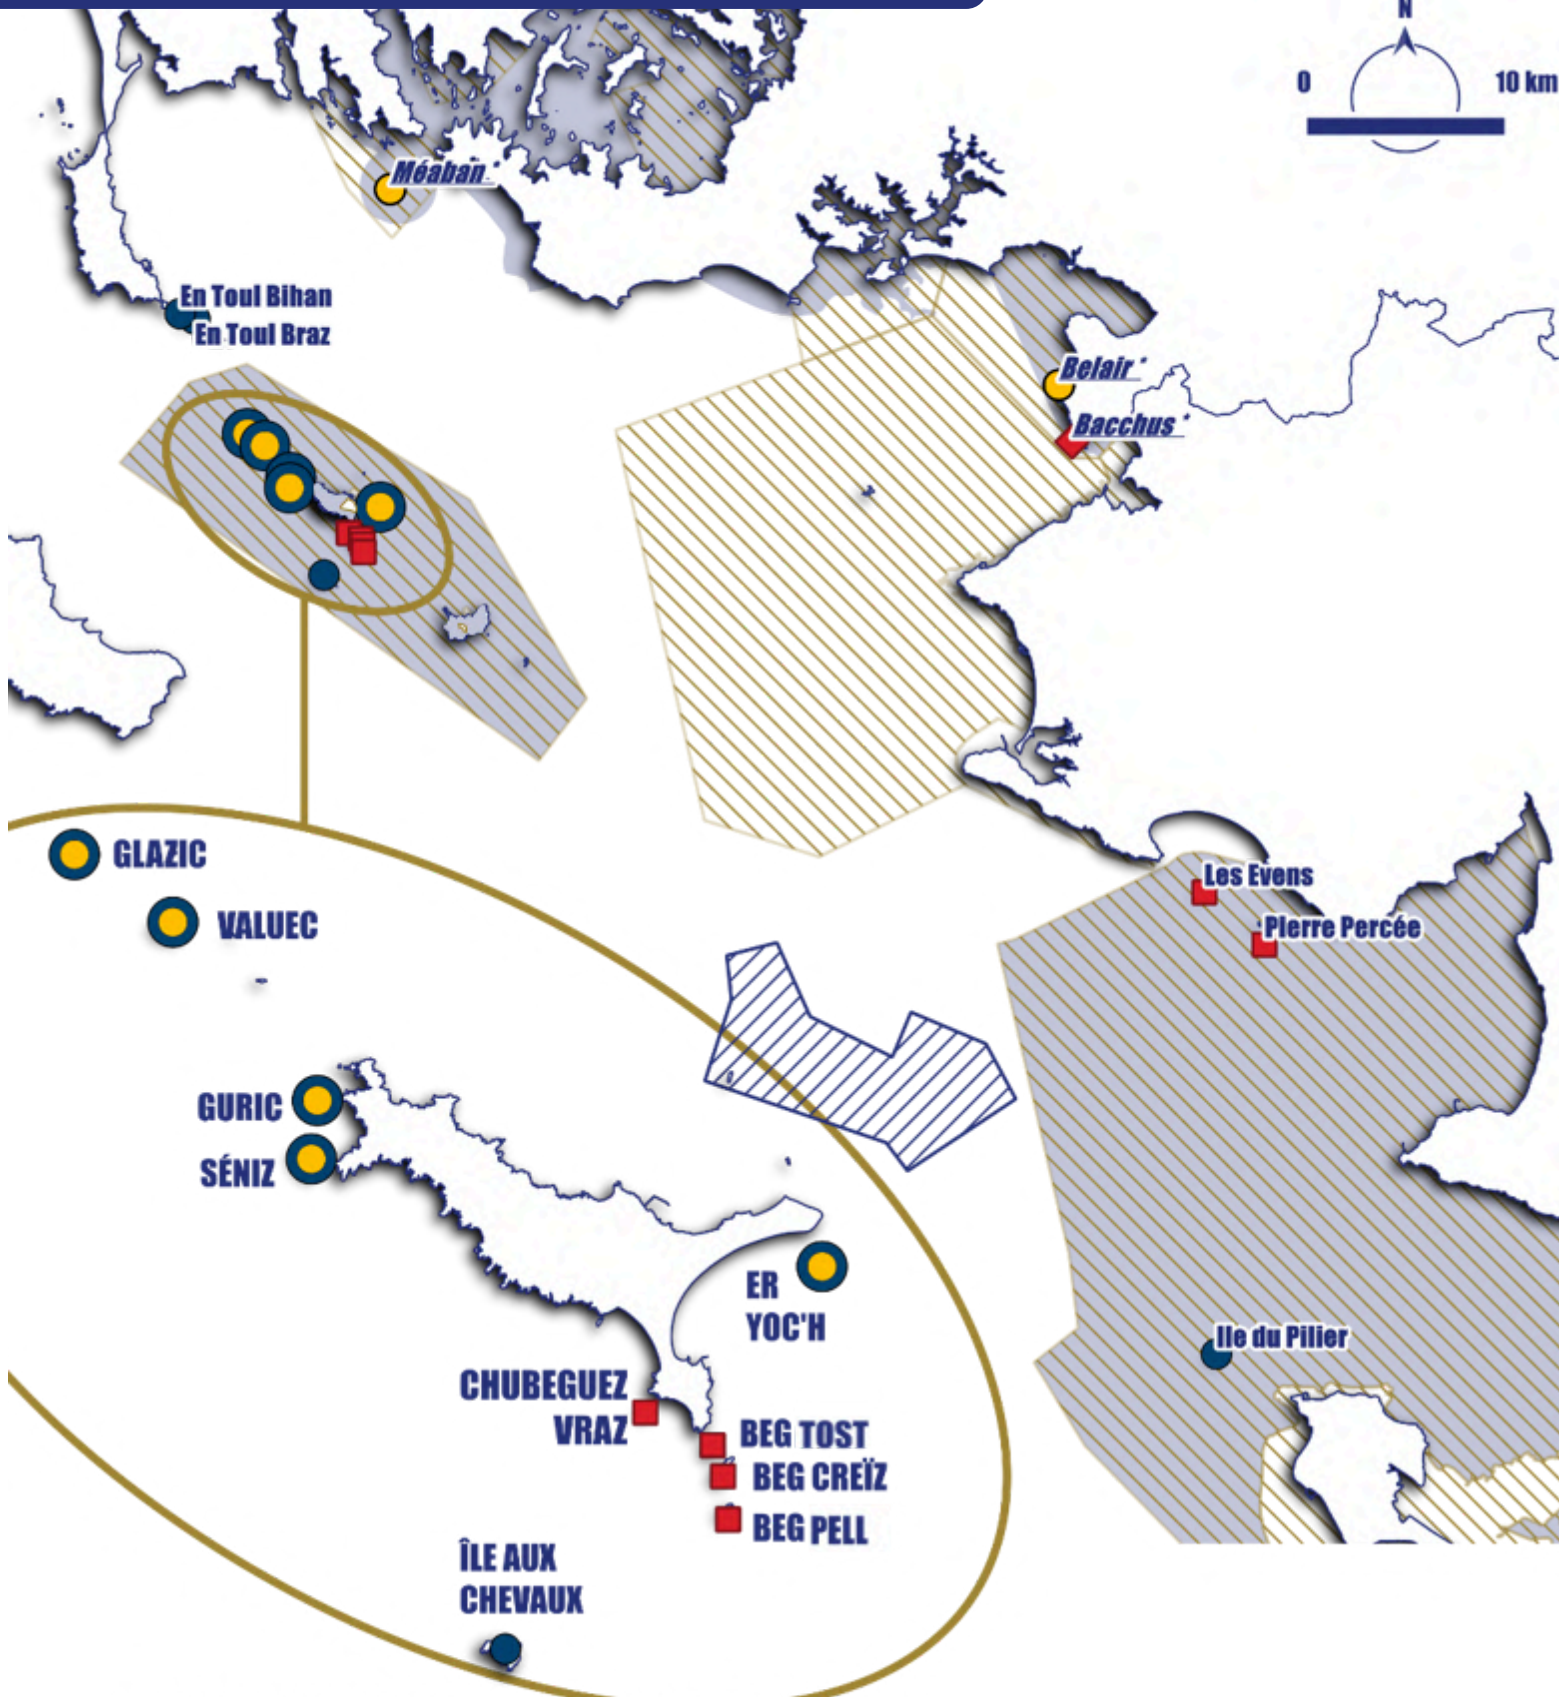 N
0 10 km
Méaban *
En Toul Bihan
En Toul Braz
Belair *
Bacchus *
GLAZIC
VALUEC
Les Evens
Pierre Percée
GURIC
SÉNIZ
ER
YOC'H
Ile du Pilier
CHUBEGUEZ
VRAZ
BEG TOST
BEG CREÏZ
BEG PELL
ÎLE AUX
CHEVAUX